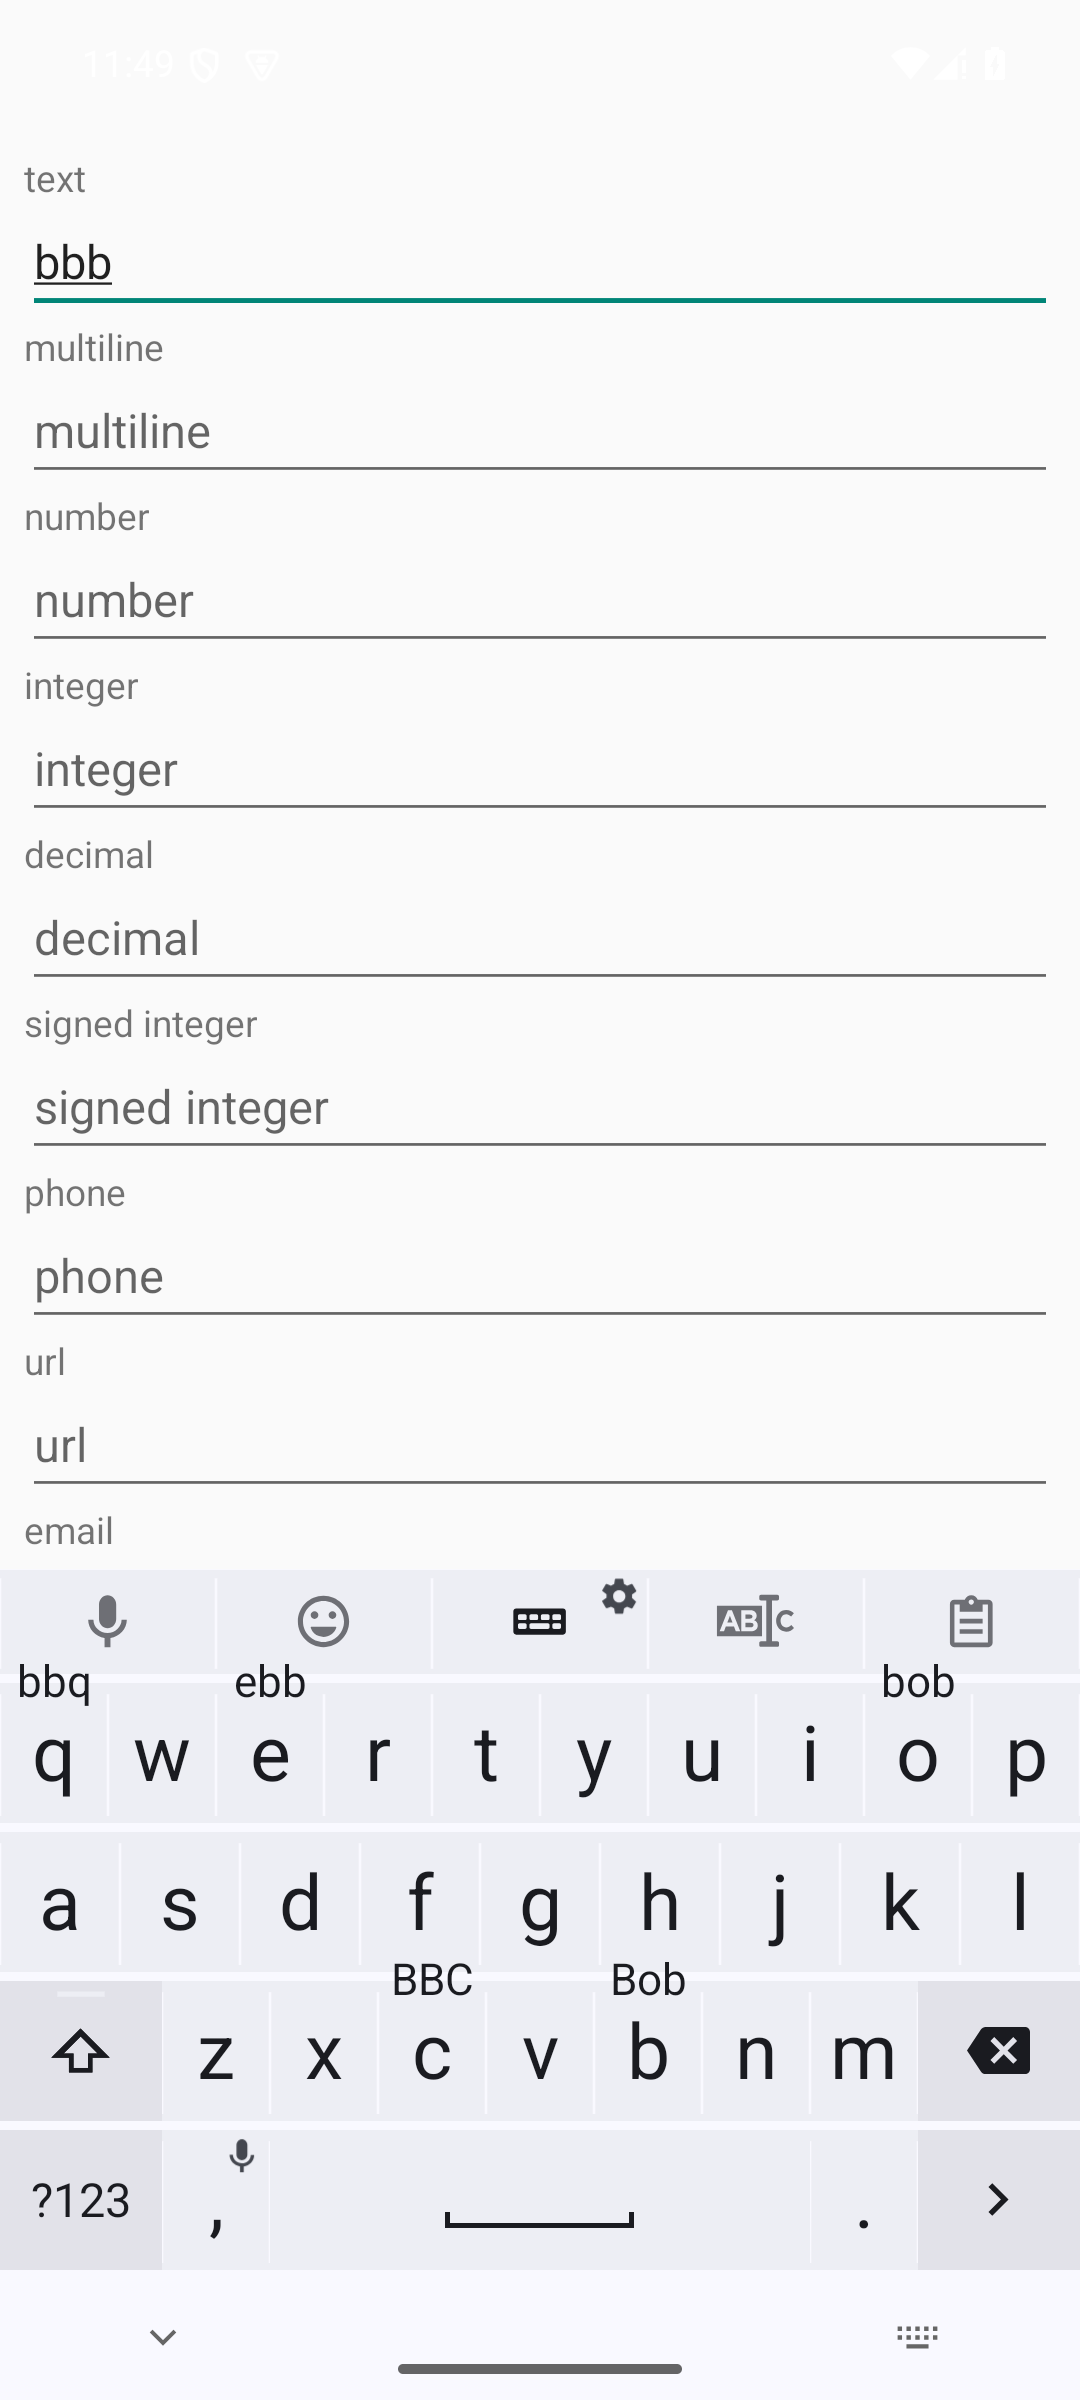 11:49
text
bbb
multiline
multiline
number
number
integer
integer
decimal
decimal
signed integer
signed integer
phone
phone
url
url
email
AB C
bbq ebb bob
q w e r t y u i o p
a s d f g h j k l
BBC Bob
z x c v b n m
?123 , .